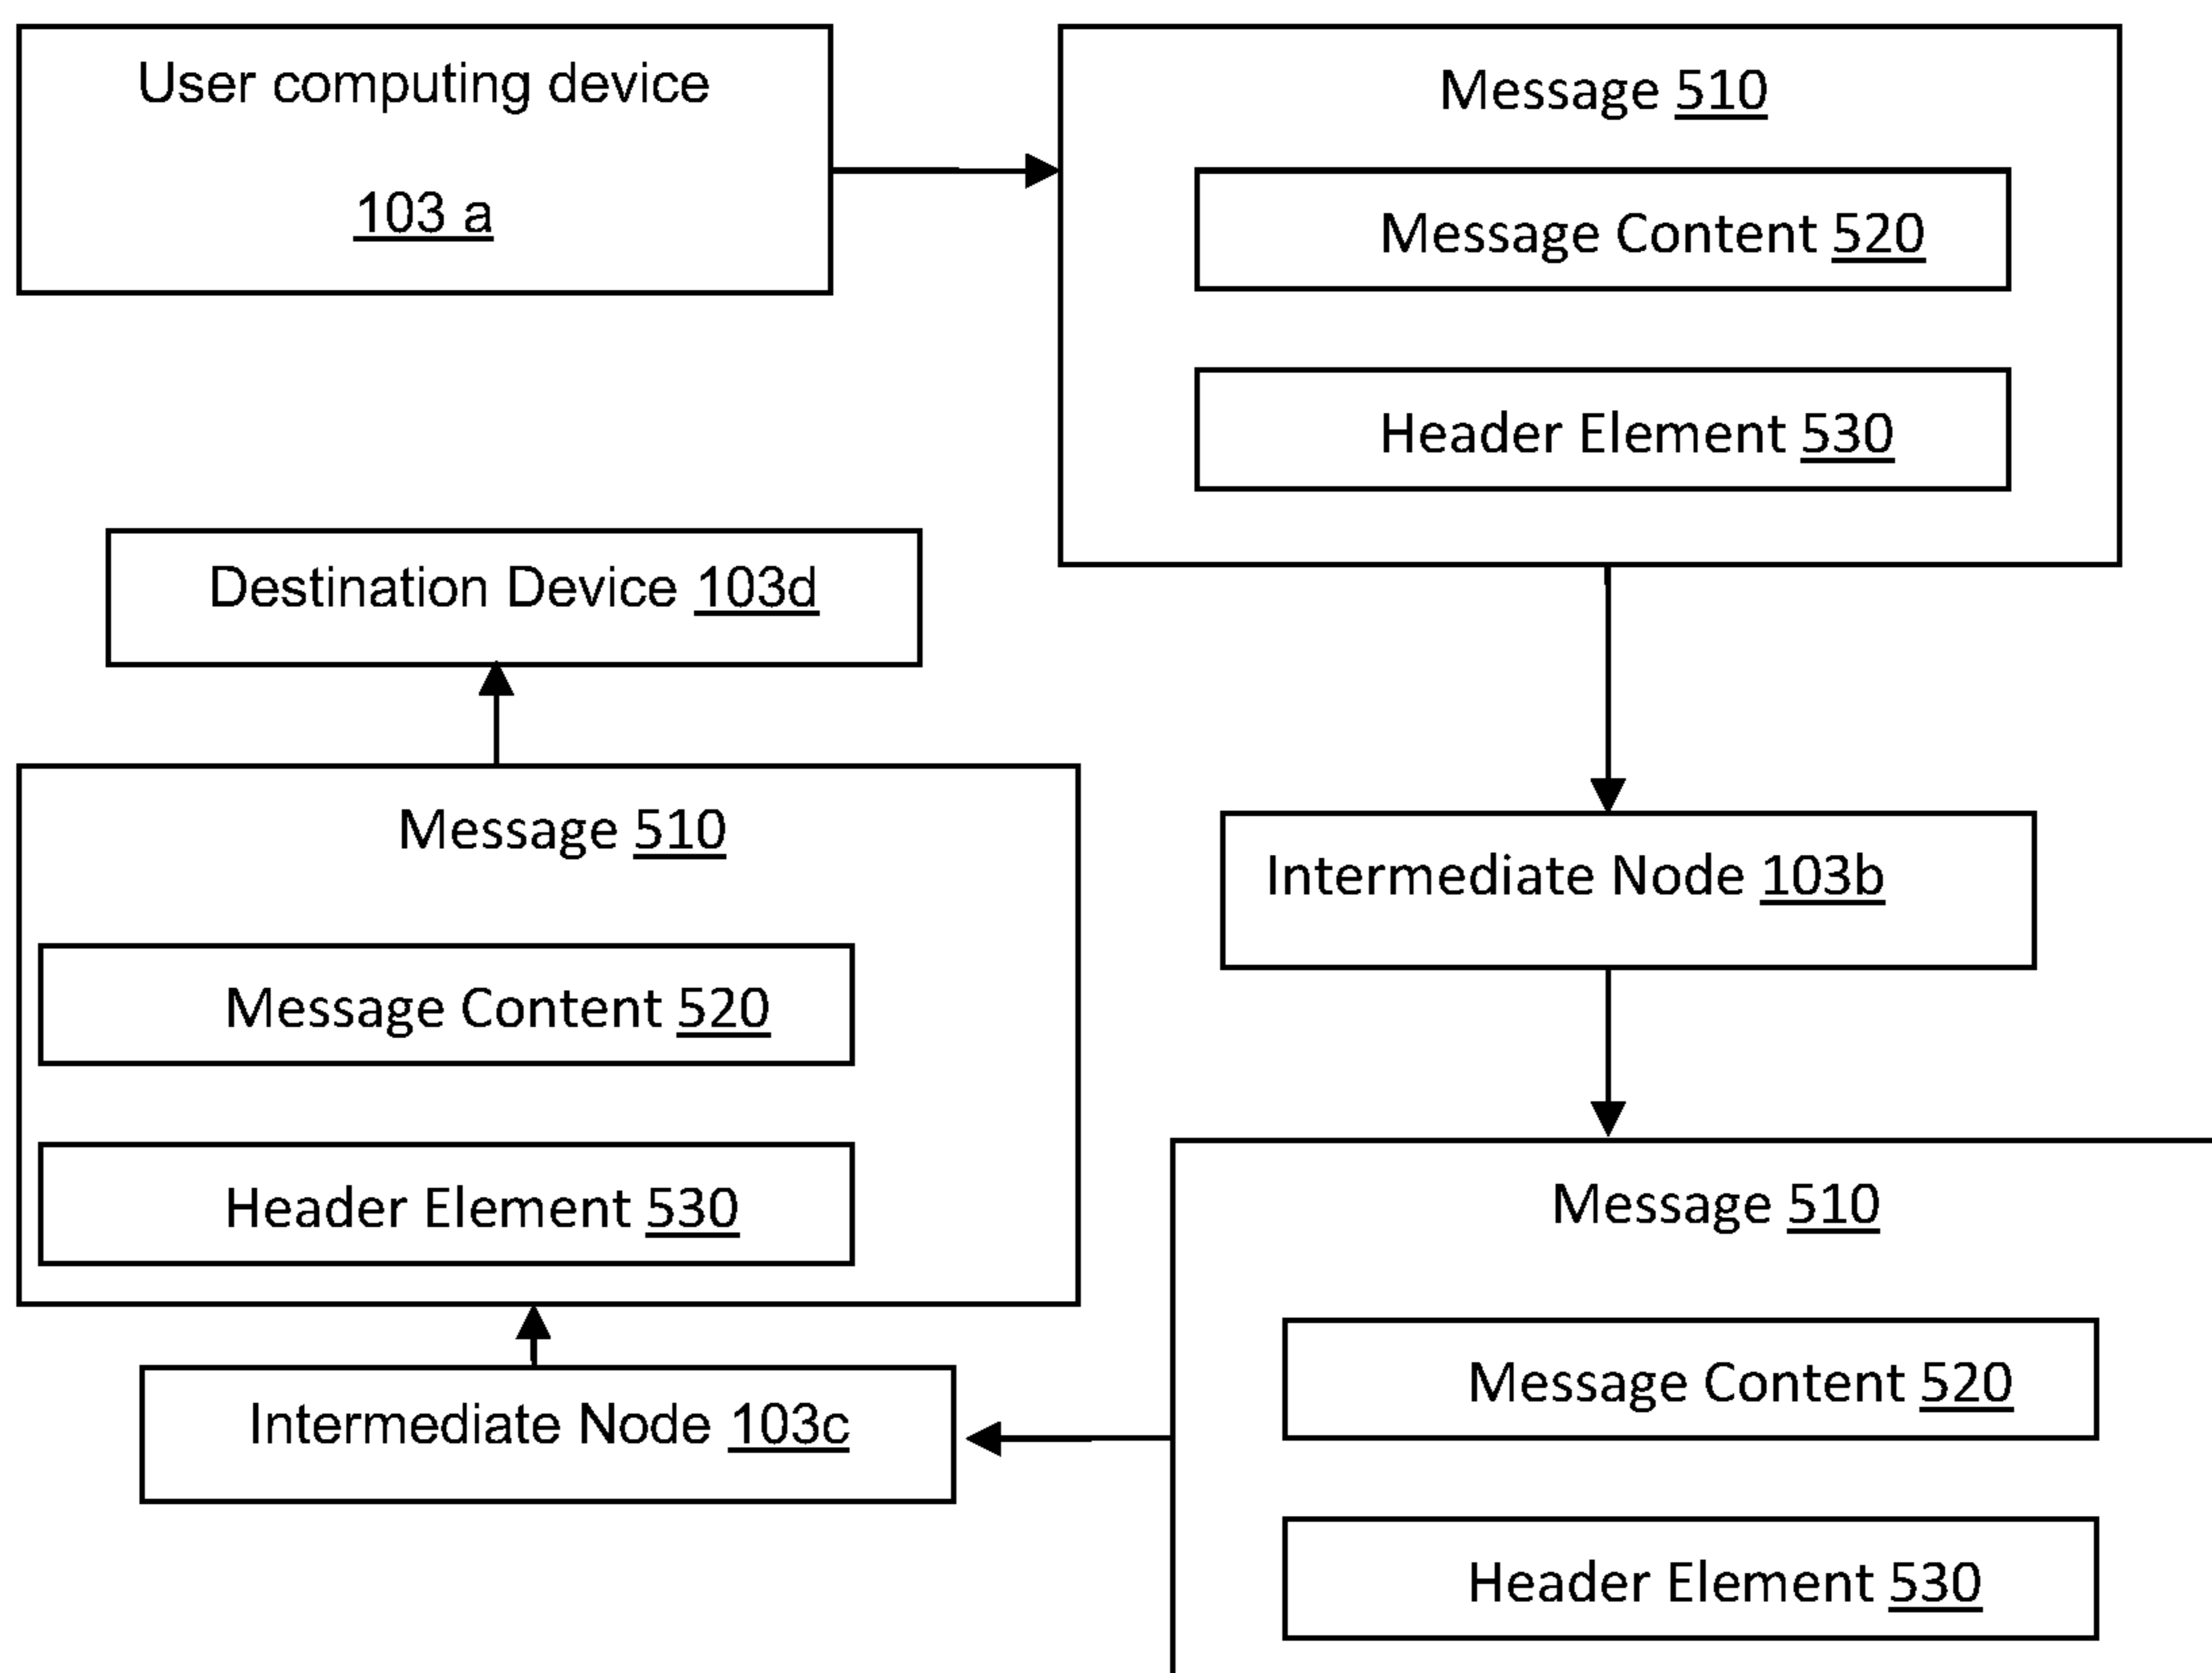 User computing device
103 a
Message 510
Message Content 520
Header Element 530
Destination Device 103d
Message 510
Message Content 520
Header Element 530
Intermediate Node 103b
Message 510
Message Content 520
Header Element 530
Intermediate Node 103c